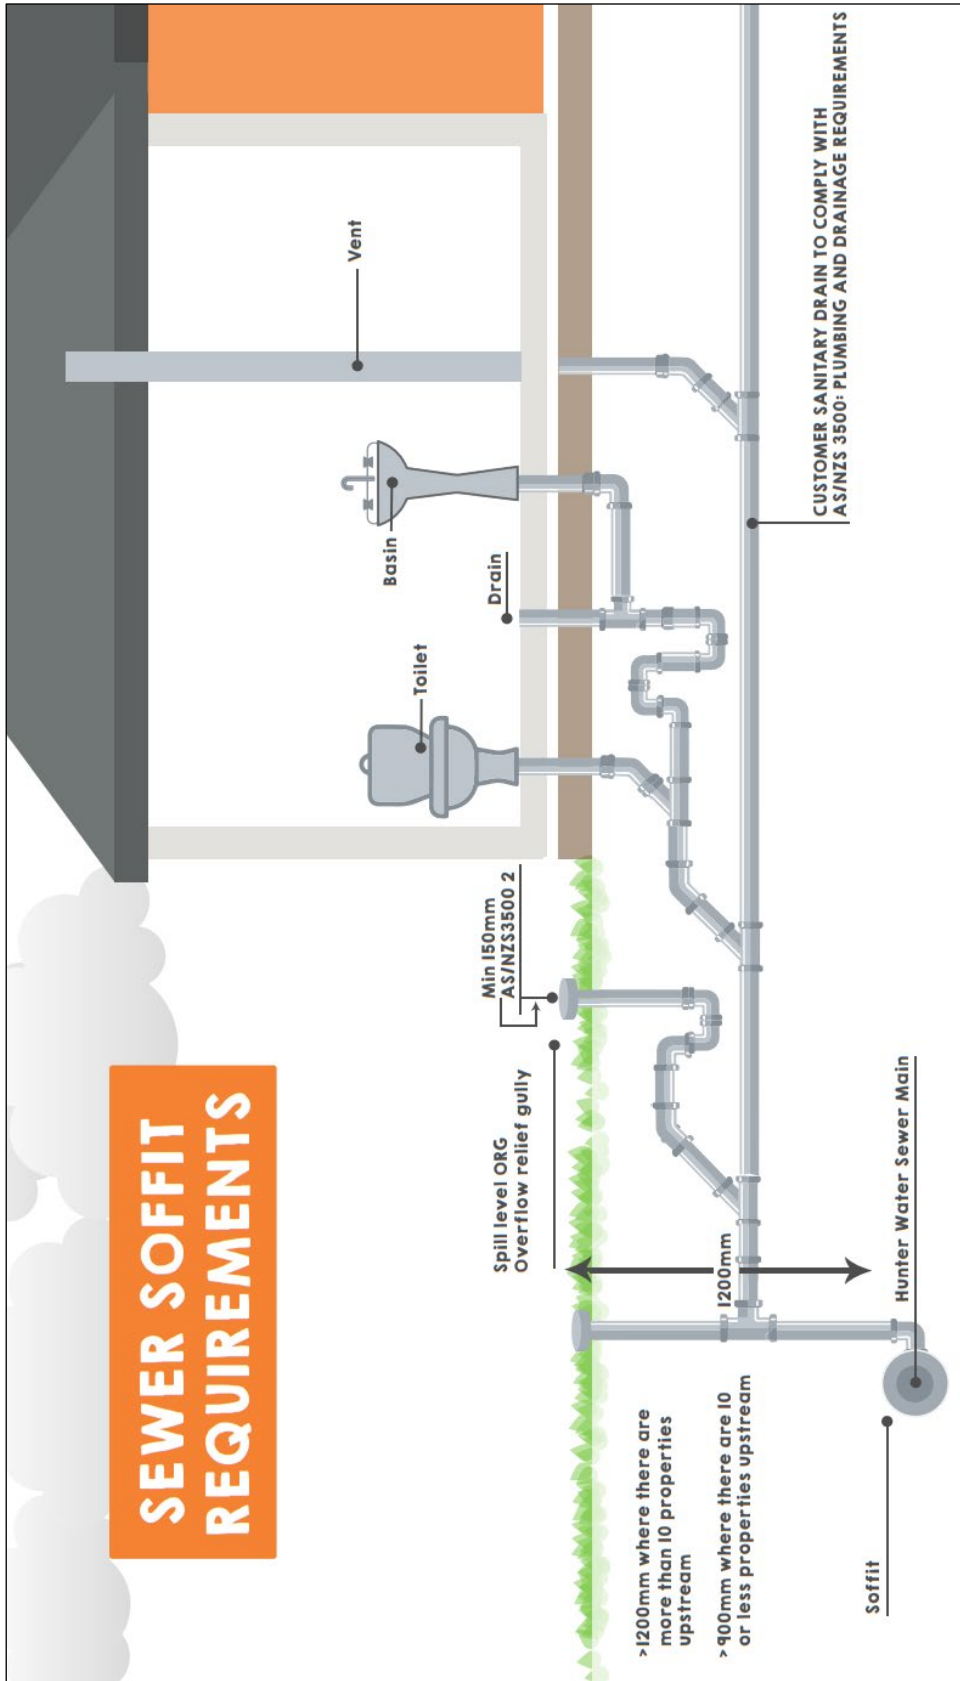 SEWER SOFFIT
REQUIREMENTS
Vent
Basin
Drain
Toilet
Min 150mm
AS/NZS3500 2
Spill level ORG
Overflow relief gully
CUSTOMER SANITARY DRAIN TO COMPLY WITH
AS/NZS 3500: PLUMBING AND DRAINAGE REQUIREMENTS
1200mm
>1200mm where there are
more than 10 properties
upstream
>900mm where there are 10
or less properties upstream
Hunter Water Sewer Main
Soffit